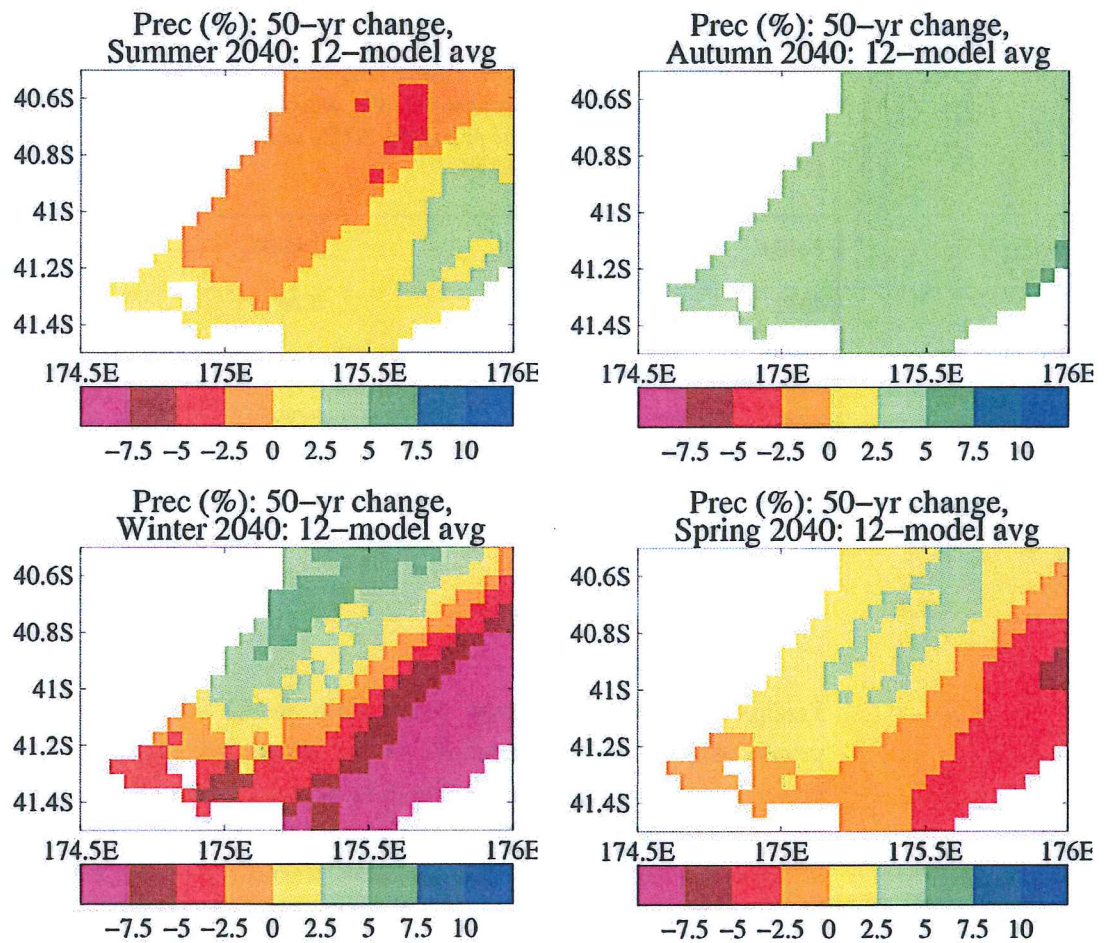 Prec (%): 50−yr change,
Summer 2040: 12−model avg
40.6S
40.8S
41S
41.2S
41.4S
174.5E 175E 175.5E 176E
−7.5 −5 −2.5 0 2.5 5 7.5 10
Prec (%): 50−yr change,
Autumn 2040: 12−model avg
40.6S
40.8S
41S
41.2S
41.4S
174.5E 175E 175.5E 176E
−7.5 −5 −2.5 0 2.5 5 7.5 10
Prec (%): 50−yr change,
Winter 2040: 12−model avg
40.6S
40.8S
41S
41.2S
41.4S
174.5E 175E 175.5E 176E
−7.5 −5 −2.5 0 2.5 5 7.5 10
Prec (%): 50−yr change,
Spring 2040: 12−model avg
40.6S
40.8S
41S
41.2S
41.4S
174.5E 175E 175.5E 176E
−7.5 −5 −2.5 0 2.5 5 7.5 10